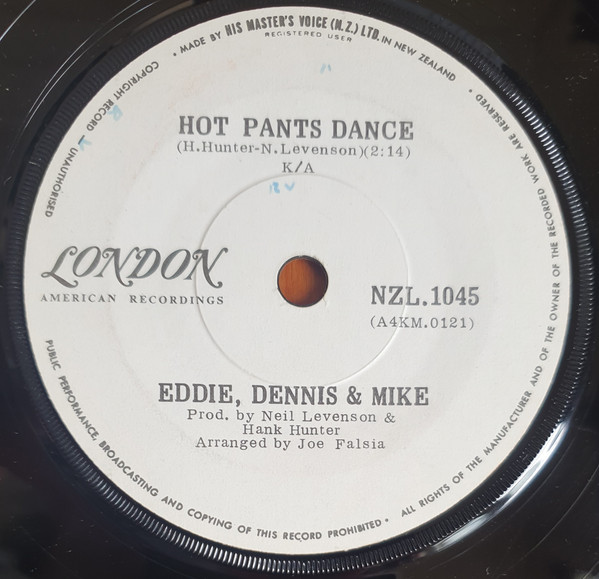 • MADE BY HIS MASTER'S VOICE (N.Z.) LTD. IN NEW ZEALAND •
REGISTERED USER
HOT PANTS DANCE
(H.Hunter-N.Levenson)(2:14)
K/A
LONDON
AMERICAN RECORDINGS
NZL.1045
(A4KM.0121)
EDDIE, DENNIS & MIKE
Prod. by Neil Levenson &
Hank Hunter
Arranged by Joe Falsia
ALL RIGHTS OF THE MANUFACTURER AND OF THE OWNER OF THE RECORDED WORK ARE RESERVED •
COPYRIGHT RECORD — UNAUTHORISED
PUBLIC PERFORMANCE, BROADCASTING AND COPYING OF THIS RECORD PROHIBITED •